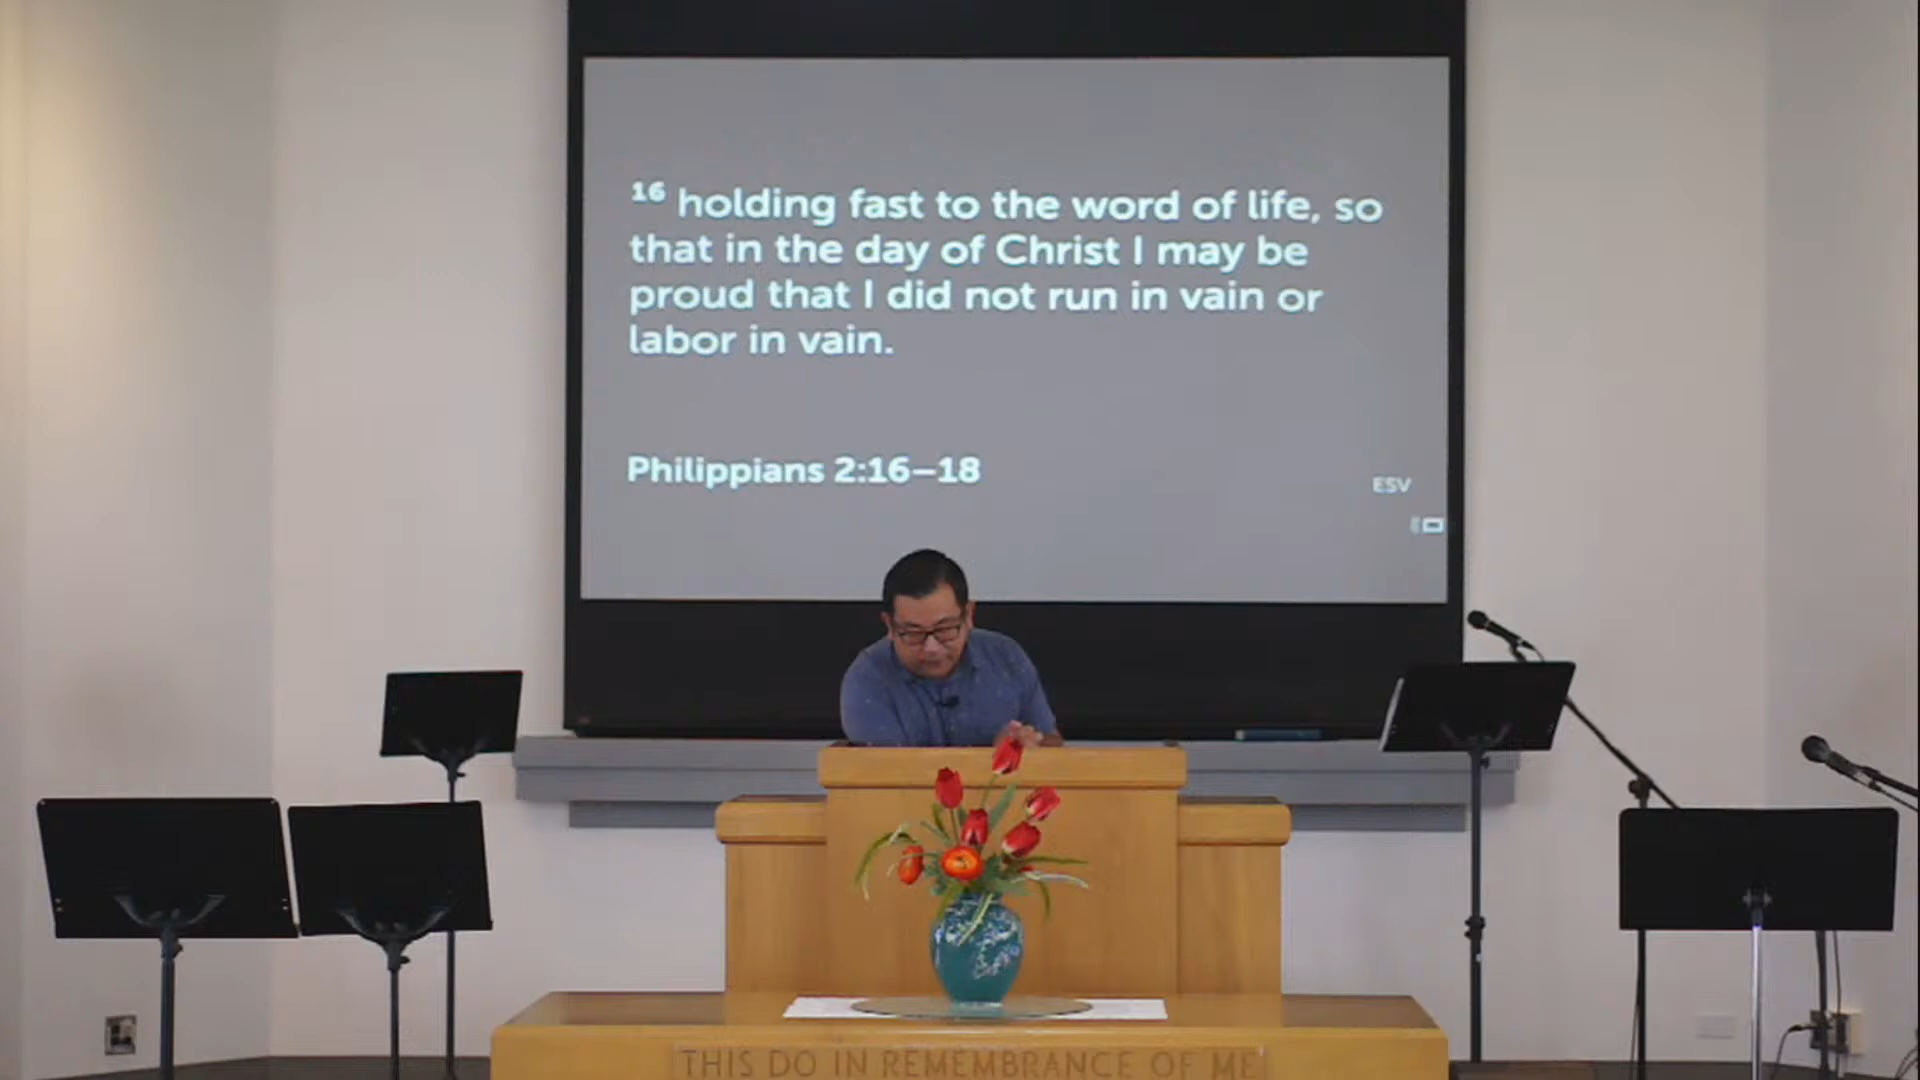 16 holding fast to the word of life, so
that in the day of Christ I may be
proud that I did not run in vain or
labor in vain.
Philippians 2:16–18
ESV
THIS DO IN REMEMBRANCE OF ME